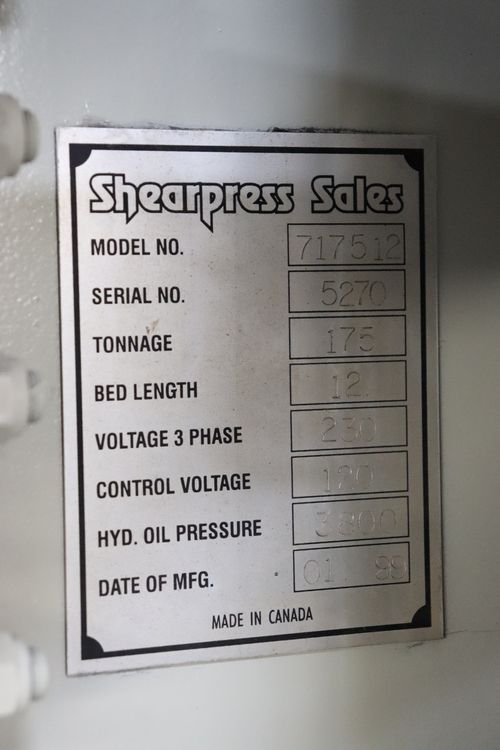 Shearpress Sales
MODEL NO. 717512
SERIAL NO. 5270
TONNAGE 175
BED LENGTH 12.
VOLTAGE 3 PHASE 230
CONTROL VOLTAGE 120
HYD. OIL PRESSURE 3800
DATE OF MFG. 01 99
MADE IN CANADA